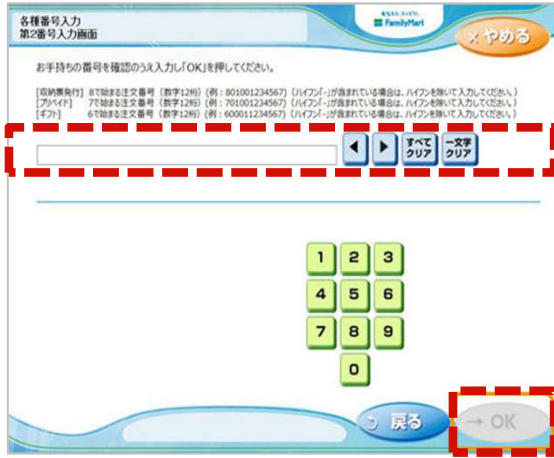 各種番号入力
第2番号入力画面
FamilyMart
× やめる
お手持ちの番号を確認のうえ入力し「OK」を押してください。
[収納票発行] 8で始まる注文番号（数字12桁）(例：801001234567)（ハイフン「-」が含まれている場合は、ハイフンを除いて入力してください。）
[プリペイド] 7で始まる注文番号（数字12桁）(例：701001234567)（ハイフン「-」が含まれている場合は、ハイフンを除いて入力してください。）
[ギフト] 6で始まる注文番号（数字12桁）(例：600011234567)（ハイフン「-」が含まれている場合は、ハイフンを除いて入力してください。）
すべてクリア 一文字クリア
1 2 3
4 5 6
7 8 9
0
戻る → OK